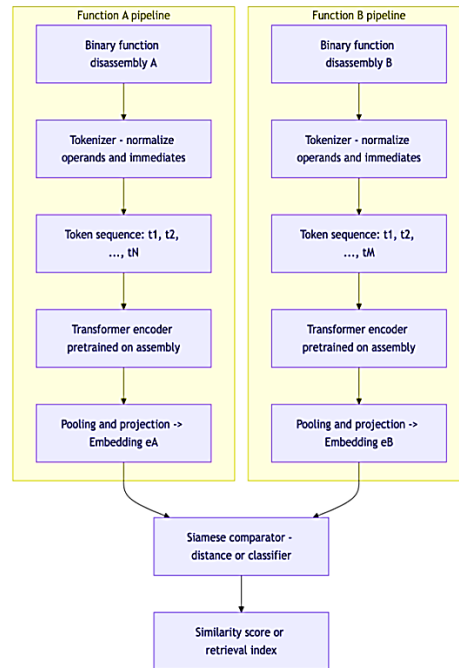 Function A pipeline
Binary function
disassembly A
Tokenizer - normalize
operands and immediates
Token sequence: t1, t2,
..., tN
Transformer encoder
pretrained on assembly
Pooling and projection ->
Embedding eA
Function B pipeline
Binary function
disassembly B
Tokenizer - normalize
operands and immediates
Token sequence: t1, t2,
..., tM
Transformer encoder
pretrained on assembly
Pooling and projection ->
Embedding eB
Siamese comparator -
distance or classifier
Similarity score or
retrieval index